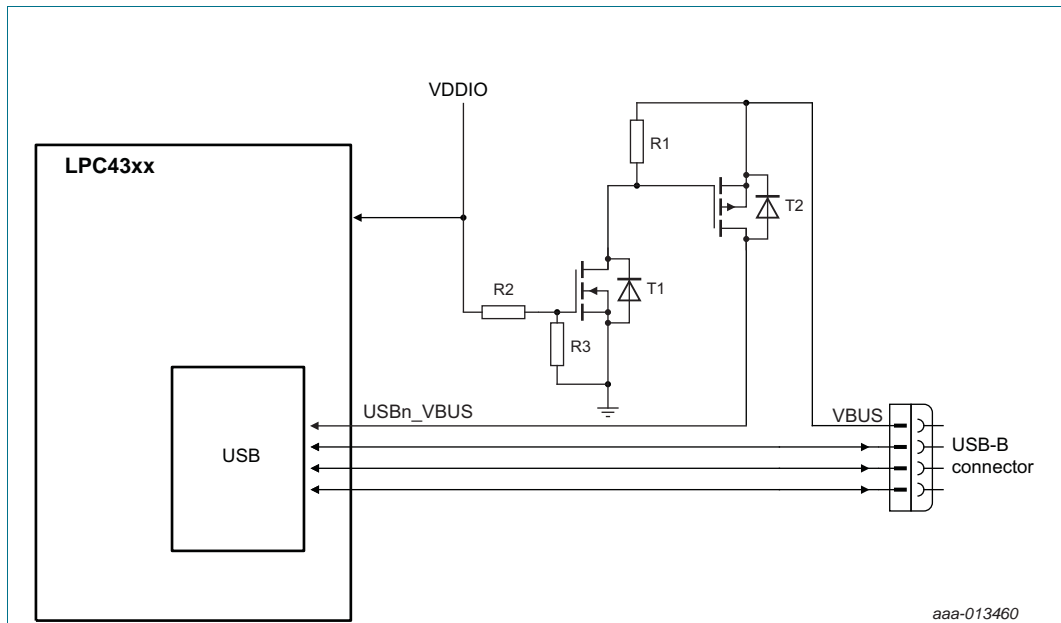 VDDIO
LPC43xx
R1
T2
R2
T1
R3
USBn_VBUS
VBUS
USB
USB-B
connector
aaa-013460